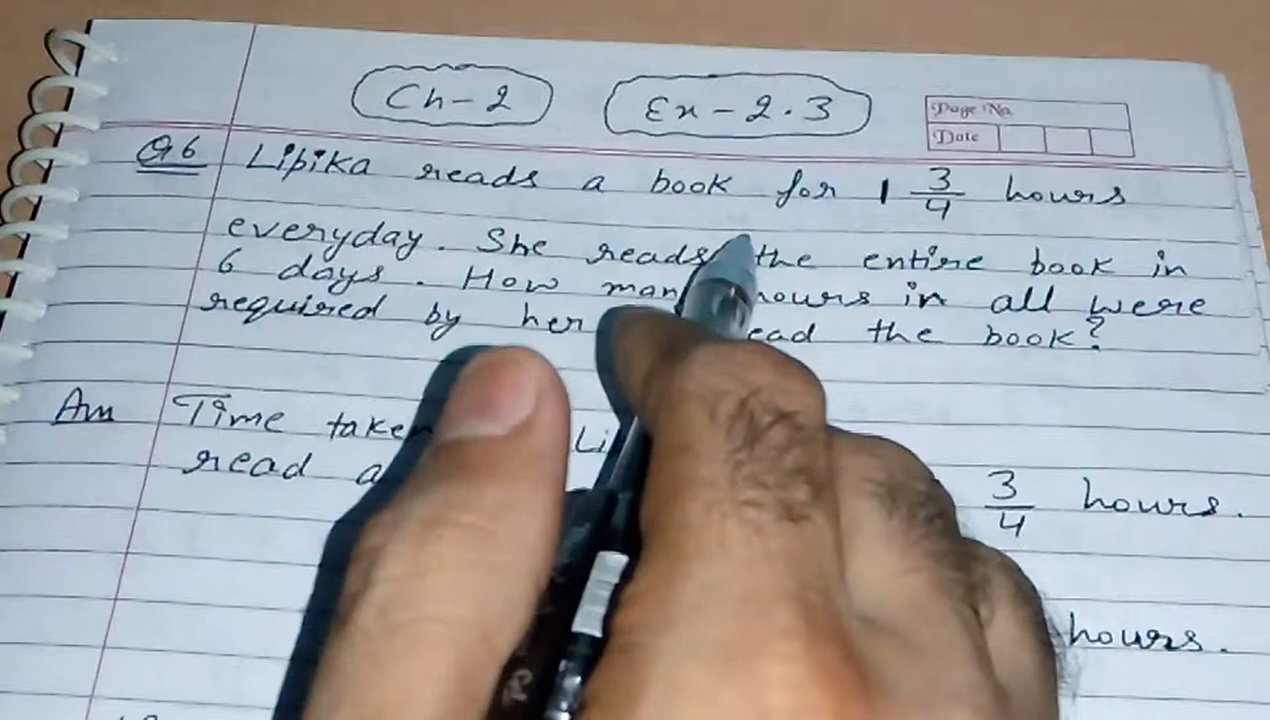 Ch-2 Ex-2.3
Page No.
Date
Q6 Lipika reads a book for 1 3/4 hours
everyday. She reads the entire book in
6 days. How many hours in all were
required by her read the book?
Ans Time taken Li
read a 3/4 hours.
hours.